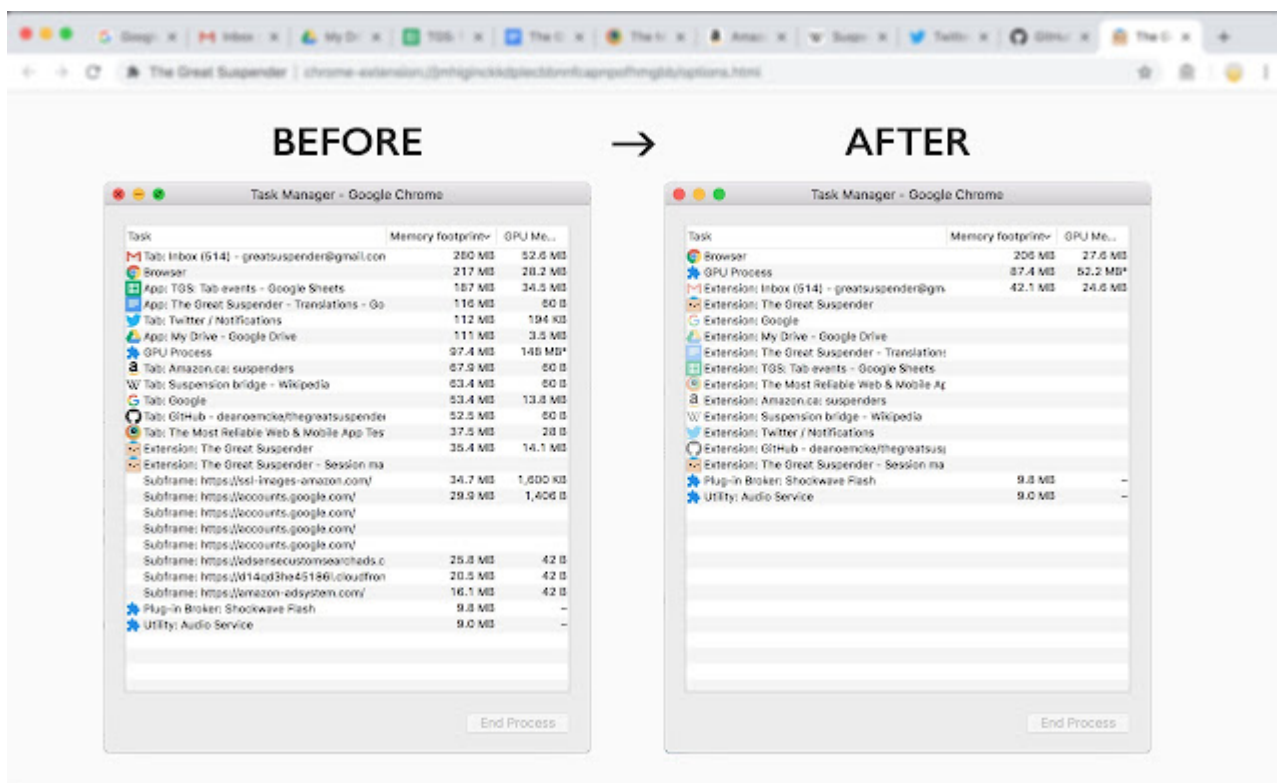 The Great Suspender
BEFORE → AFTER
Task Manager - Google Chrome
Task Memory footprint GPU Me...
Tab: Inbox (514) - greatsuspender@gmail.con 280 MB 52.6 MB
Browser 217 MB 28.2 MB
App: TGS: Tab events - Google Sheets 187 MB 34.5 MB
App: The Great Suspender - Translations - Go 116 MB 60 B
Tab: Twitter / Notifications 112 MB 194 KB
App: My Drive - Google Drive 111 MB 3.5 MB
GPU Process 97.4 MB 148 MB*
Tab: Amazon.ca: suspenders 67.9 MB 60 B
Tab: Suspension bridge - Wikipedia 63.4 MB 60 B
Tab: Google 53.4 MB 13.8 MB
Tab: GitHub - deanoemcke/thegreatsuspender 52.5 MB 60 B
Tab: The Most Reliable Web & Mobile App Tes 37.5 MB 28 B
Extension: The Great Suspender 35.4 MB 14.1 MB
Extension: The Great Suspender - Session ma
Subframe: https://ssl-images-amazon.com/ 34.7 MB 1,600 KB
Subframe: https://accounts.google.com/ 29.9 MB 1,406 B
Subframe: https://accounts.google.com/
Subframe: https://accounts.google.com/
Subframe: https://accounts.google.com/
Subframe: https://adsensecustomsearchads.c 25.8 MB 42 B
Subframe: https://d14qd3he45186l.cloudfron 20.5 MB 42 B
Subframe: https://amazon-adsystem.com/ 16.1 MB 42 B
Plug-in Broker: Shockwave Flash 9.8 MB –
Utility: Audio Service 9.0 MB –
End Process
Task Manager - Google Chrome
Task Memory footprint GPU Me...
Browser 206 MB 27.6 MB
GPU Process 87.4 MB 52.2 MB*
Extension: Inbox (514) - greatsuspender@gm 42.1 MB 24.6 MB
Extension: The Great Suspender
Extension: Google
Extension: My Drive - Google Drive
Extension: The Great Suspender - Translations
Extension: TGS: Tab events - Google Sheets
Extension: The Most Reliable Web & Mobile Ap
Extension: Amazon.ca: suspenders
Extension: Suspension bridge - Wikipedia
Extension: Twitter / Notifications
Extension: GitHub - deanoemcke/thegreatsusp
Extension: The Great Suspender - Session ma
Plug-in Broker: Shockwave Flash 9.8 MB –
Utility: Audio Service 9.0 MB –
End Process